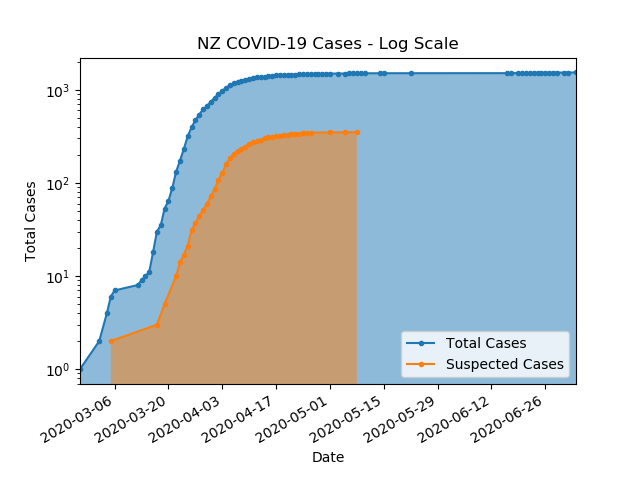 NZ COVID-19 Cases - Log Scale
Total Cases
10³
10²
10¹
10⁰
Total Cases
Suspected Cases
2020-03-06
2020-03-20
2020-04-03
2020-04-17
2020-05-01
2020-05-15
2020-05-29
2020-06-12
2020-06-26
Date